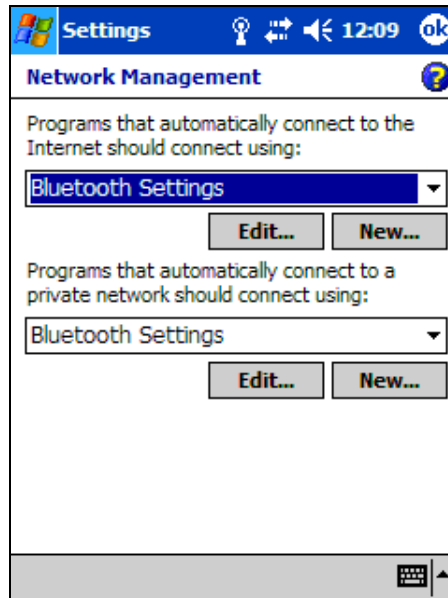 Settings 12:09 ok
Network Management ?
Programs that automatically connect to the
Internet should connect using:
Bluetooth Settings
Edit... New...
Programs that automatically connect to a
private network should connect using:
Bluetooth Settings
Edit... New...